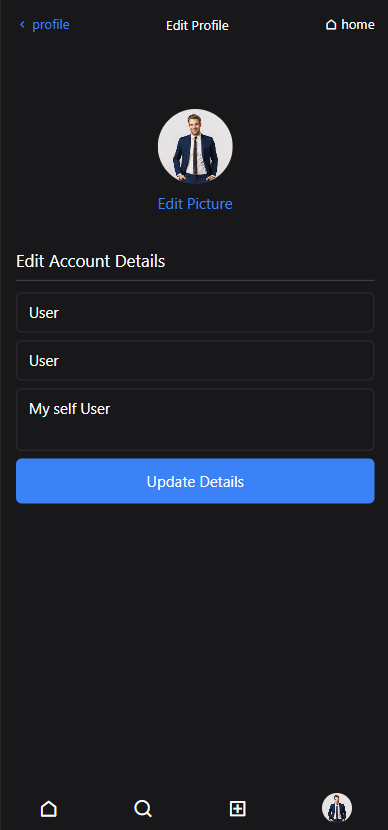 profile
Edit Profile
home
Edit Picture
Edit Account Details
User
User
My self User
Update Details